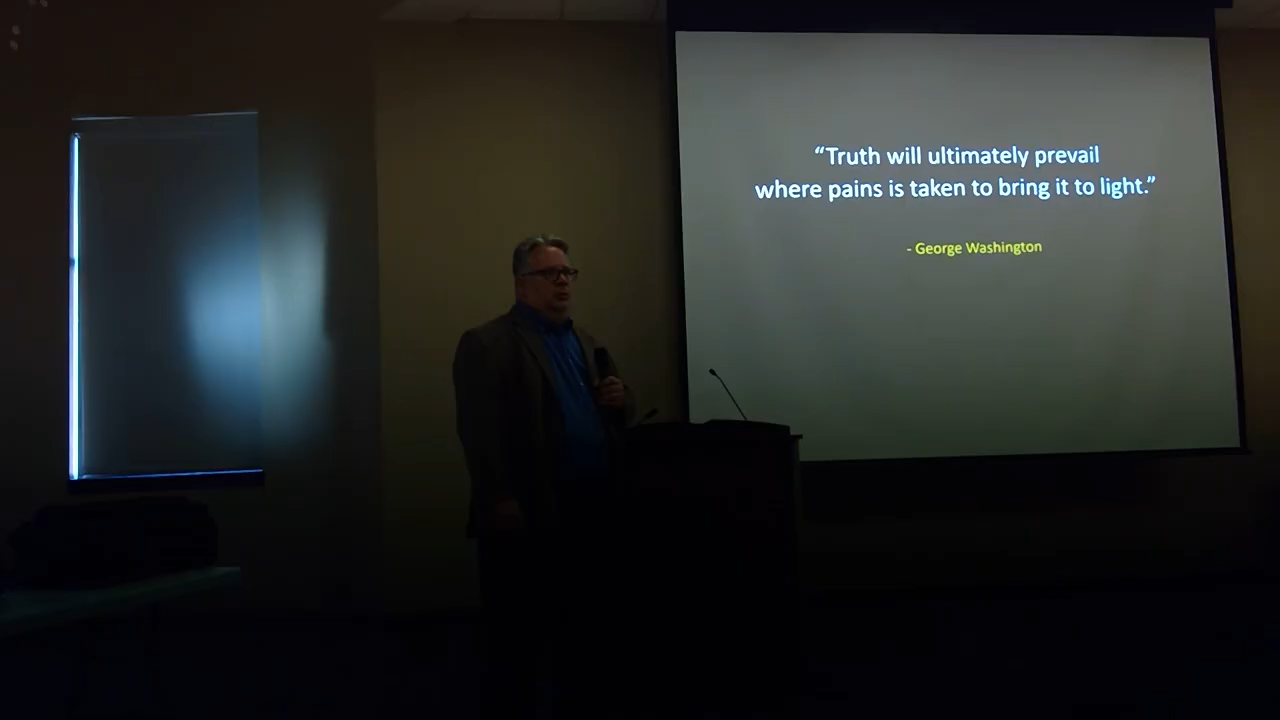 “Truth will ultimately prevail
where pains is taken to bring it to light.”
- George Washington